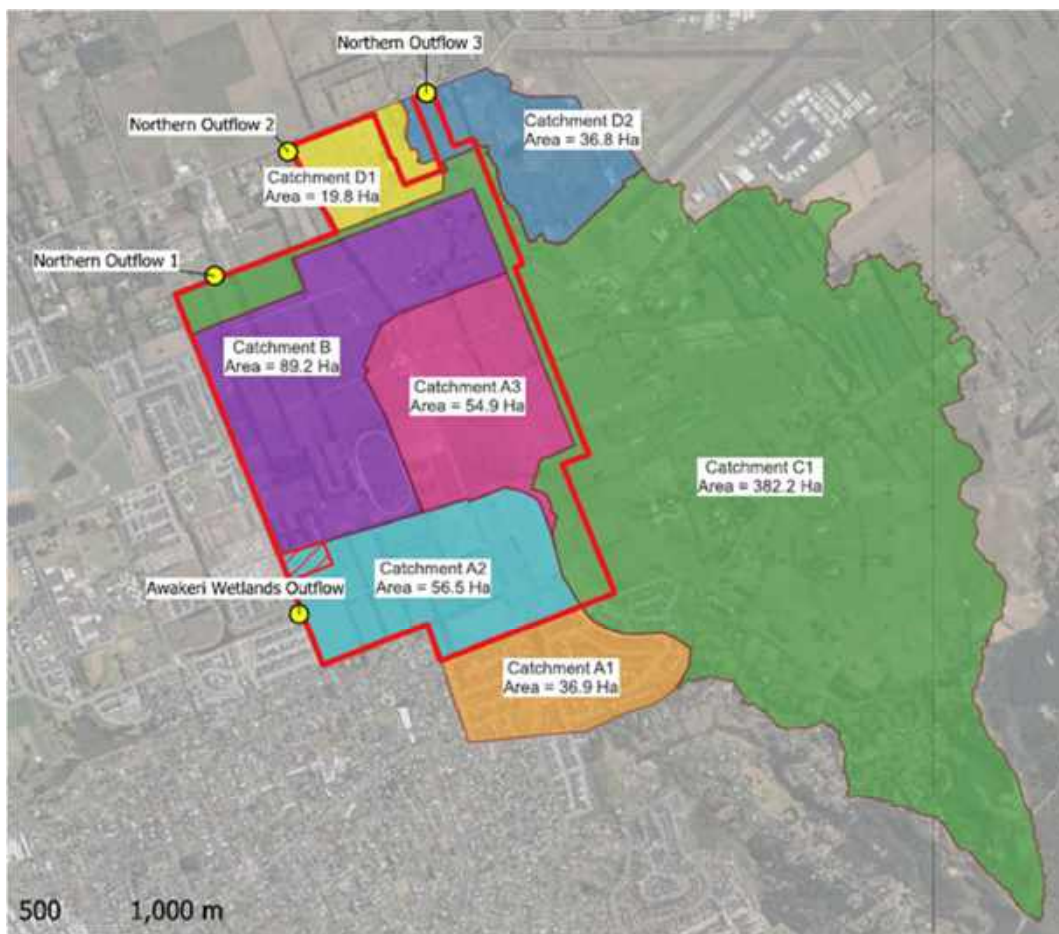 Northern Outflow 3
Northern Outflow 2
Catchment D2
Area = 36.8 Ha
Catchment D1
Area = 19.8 Ha
Northern Outflow 1
Catchment B
Area = 89.2 Ha
Catchment A3
Area = 54.9 Ha
Catchment C1
Area = 382.2 Ha
Catchment A2
Area = 56.5 Ha
Awakeri Wetlands Outflow
Catchment A1
Area = 36.9 Ha
500 1,000 m